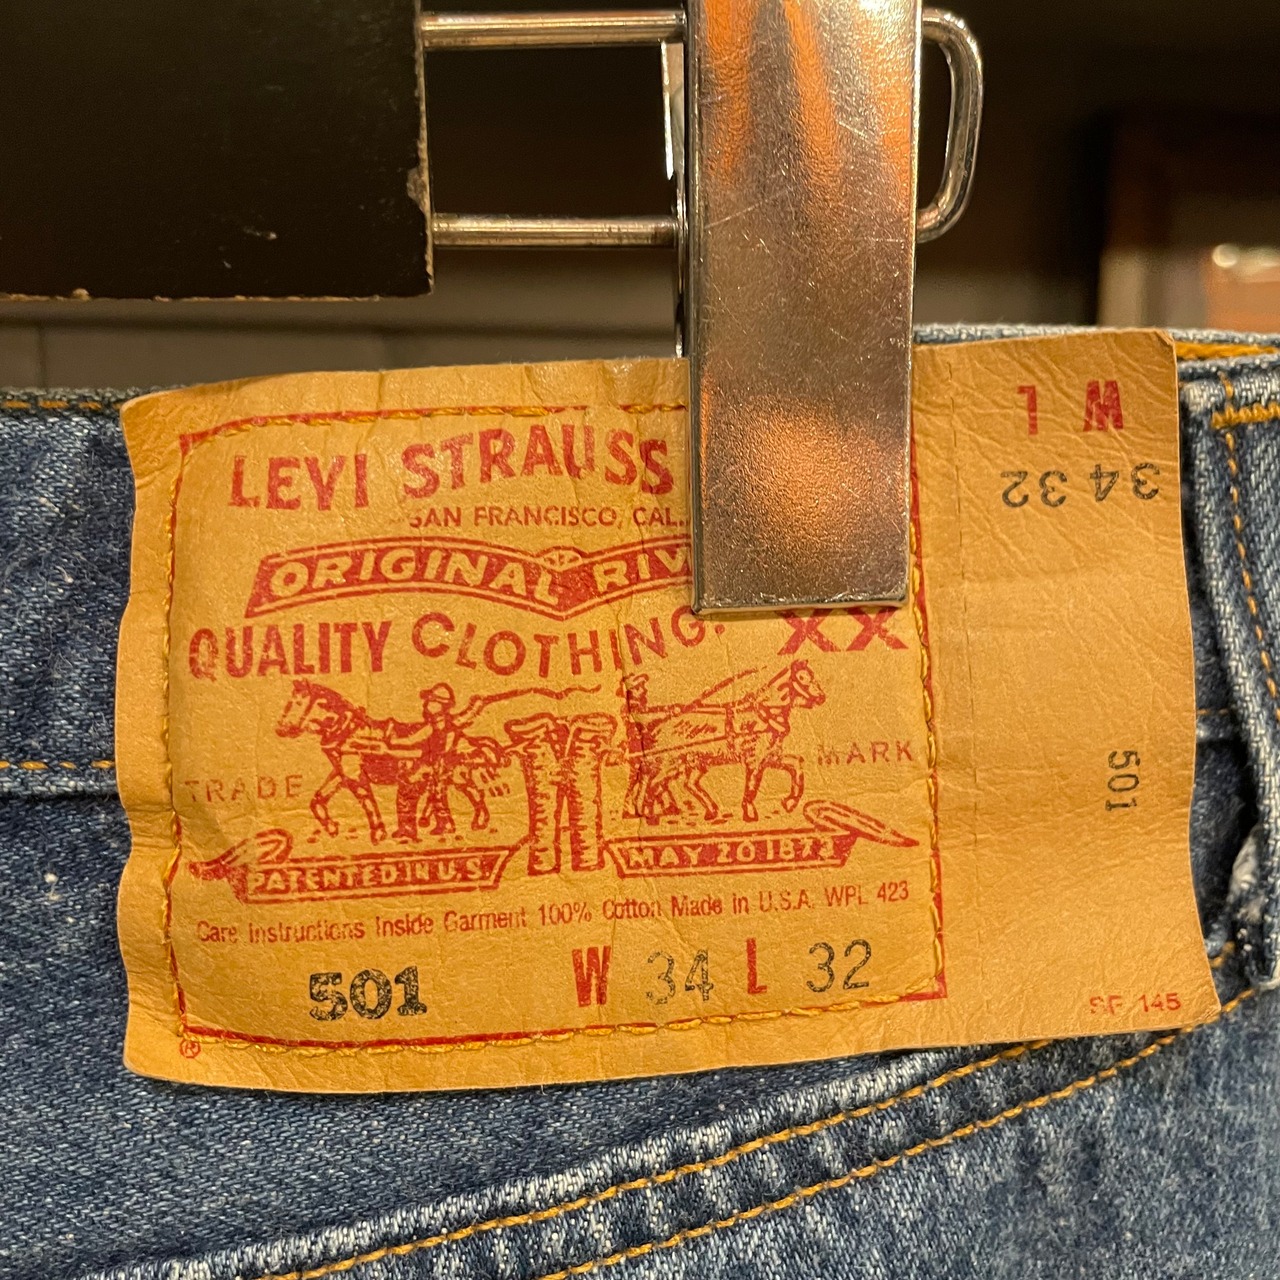 LEVI STRAUSS
SAN FRANCISCO, CAL.
ORIGINAL RIV
QUALITY CLOTHING.
XX
TRADE MARK
PATENTED IN U.S.
MAY 20 1873
Care Instructions Inside Garment 100% Cotton Made in U.S.A. WPL 423
501 W 34 L 32
®
W L
34 32
501
SF 145